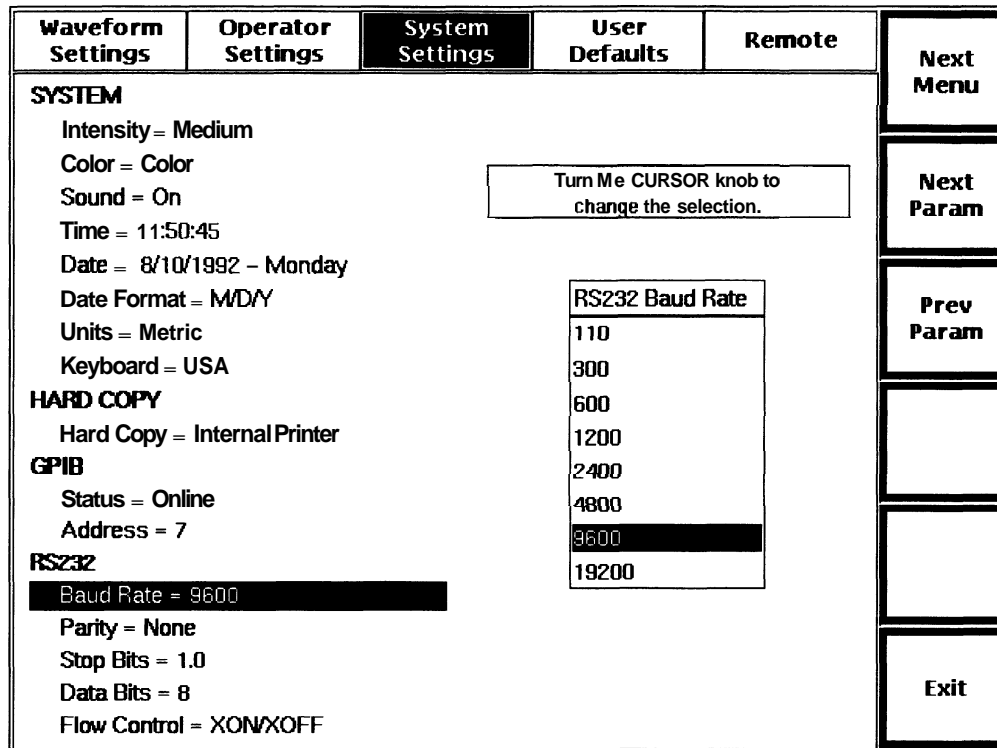 Waveform Settings
Operator Settings
System Settings
User Defaults
Remote
Next Menu
SYSTEM
Intensity = Medium
Color = Color
Sound = On
Time = 11:50:45
Date = 8/10/1992 – Monday
Date Format = M/D/Y
Units = Metric
Keyboard = USA
HARD COPY
Hard Copy = Internal Printer
GPIB
Status = Online
Address = 7
RS232
Baud Rate = 9600
Parity = None
Stop Bits = 1.0
Data Bits = 8
Flow Control = XON/XOFF
Turn Me CURSOR knob to
change the selection.
RS232 Baud Rate
110
300
600
1200
2400
4800
9600
19200
Next
Param
Prev
Param
Exit